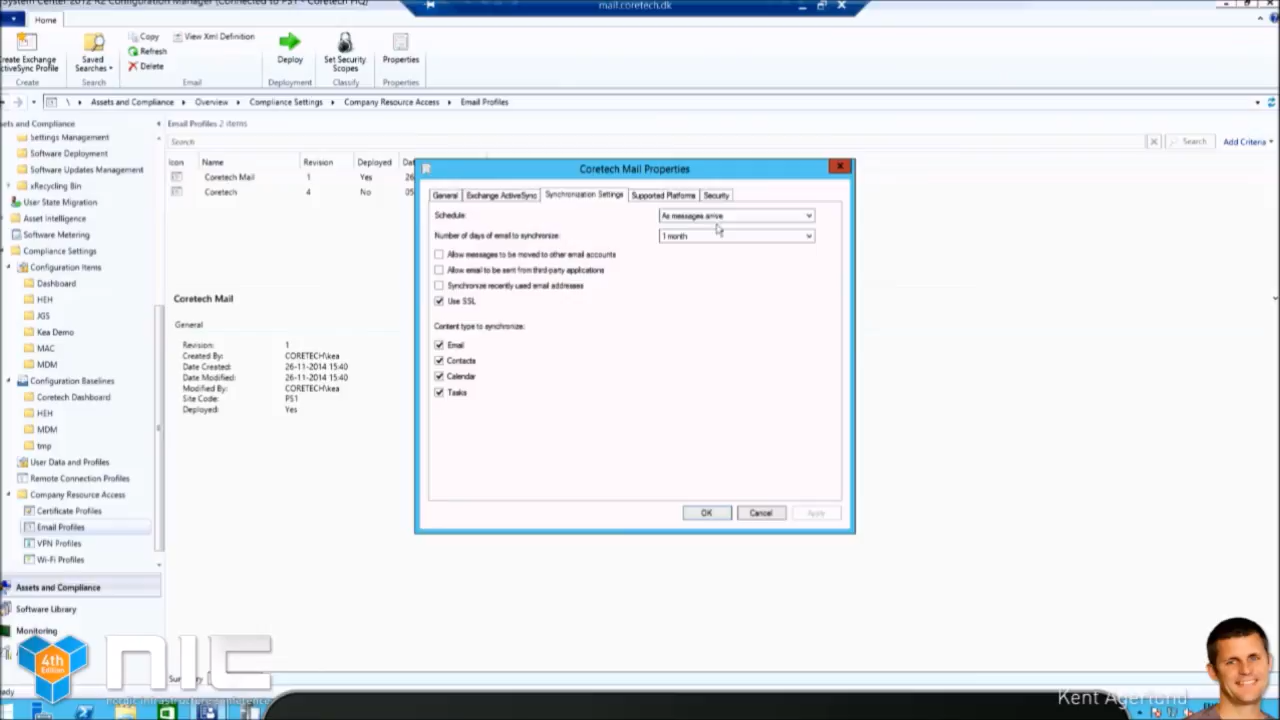 System Center 2012 R2 Configuration Manager (Connected to PS1 - Coretech HQ)
mail.coretech.dk
Home
Create Exchange
ActiveSync Profile
Create
Saved
Searches
Search
Copy
Refresh
Delete
View Xml Definition
Email
Deploy
Deployment
Set Security
Scopes
Classify
Properties
Properties
\ Assets and Compliance Overview Compliance Settings Company Resource Access Email Profiles
Assets and Compliance
Settings Management
Software Deployment
Software Updates Management
xRecycling Bin
User State Migration
Asset Intelligence
Software Metering
Compliance Settings
Configuration Items
Dashboard
HEH
JGS
Kea Demo
MAC
MDM
Configuration Baselines
Coretech Dashboard
HEH
MDM
tmp
User Data and Profiles
Remote Connection Profiles
Company Resource Access
Certificate Profiles
Email Profiles
VPN Profiles
Wi-Fi Profiles
Assets and Compliance
Software Library
Monitoring
Email Profiles 2 items
Search
Search
Add Criteria
Icon Name Revision Deployed Dat
Coretech Mail 1 Yes 26
Coretech 4 No 05
Coretech Mail
General
Revision: 1
Created By: CORETECH\kea
Date Created: 26-11-2014 15:40
Date Modified: 26-11-2014 15:40
Modified By: CORETECH\kea
Site Code: PS1
Deployed: Yes
Coretech Mail Properties
General Exchange ActiveSync Synchronization Settings Supported Platforms Security
Schedule: As messages arrive
Number of days of email to synchronize: 1 month
Allow messages to be moved to other email accounts
Allow email to be sent from third-party applications
Synchronize recently used email addresses
Use SSL
Content type to synchronize:
Email
Contacts
Calendar
Tasks
OK Cancel Apply
4th
Edition
NIC
Nordic Infrastructure Conference
Kent Agerlund